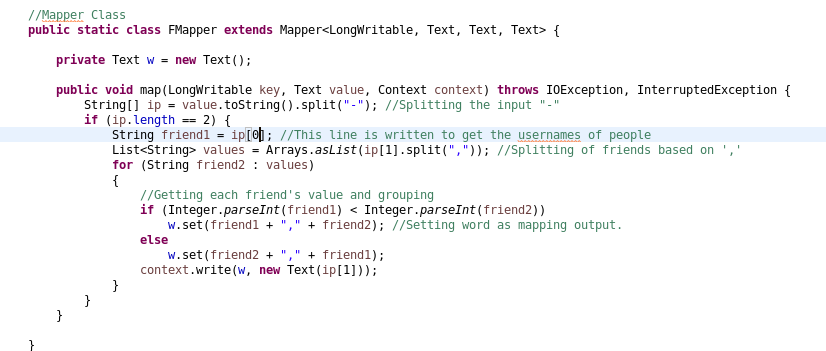 //Mapper Class
public static class FMapper extends Mapper<LongWritable, Text, Text, Text> {
private Text w = new Text();
public void map(LongWritable key, Text value, Context context) throws IOException, InterruptedException {
String[] ip = value.toString().split("-"); //Splitting the input "-"
if (ip.length == 2) {
String friend1 = ip[0]; //This line is written to get the usernames of people
List<String> values = Arrays.asList(ip[1].split(",")); //Splitting of friends based on ','
for (String friend2 : values)
{
//Getting each friend's value and grouping
if (Integer.parseInt(friend1) < Integer.parseInt(friend2))
w.set(friend1 + "," + friend2); //Setting word as mapping output.
else
w.set(friend2 + "," + friend1);
context.write(w, new Text(ip[1]));
}
}
}
}